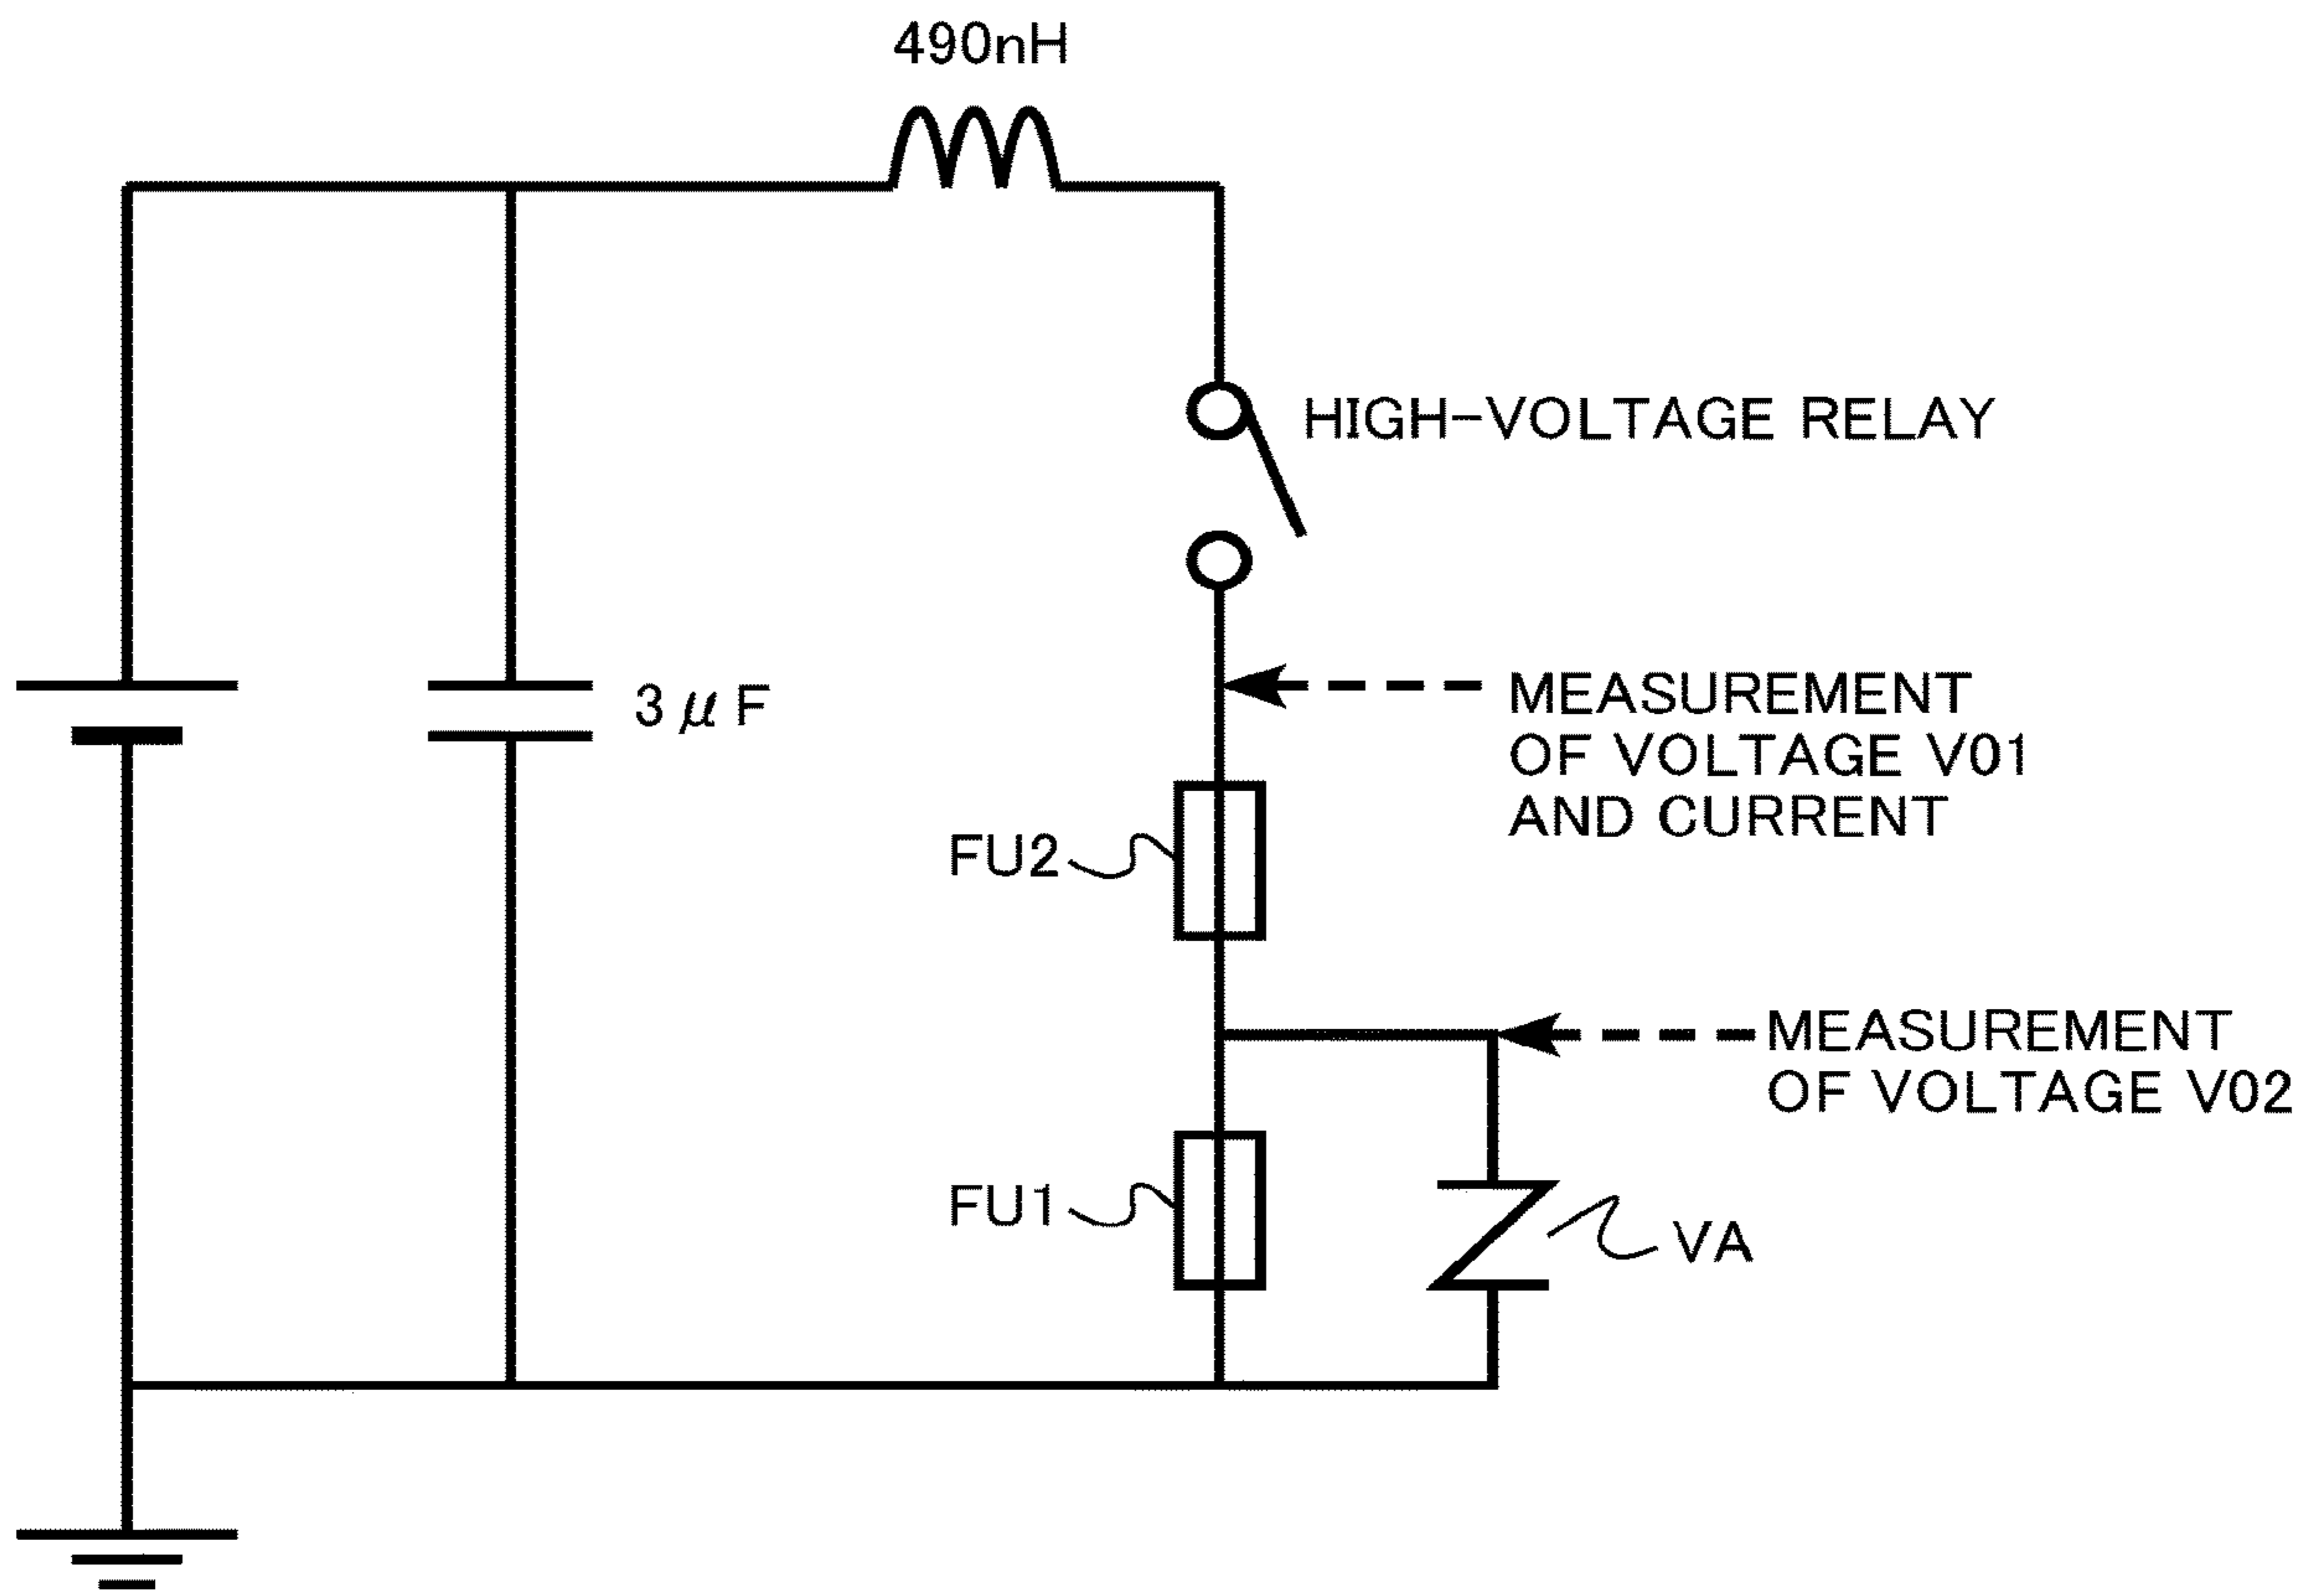 490nH
HIGH-VOLTAGE RELAY
3μF
MEASUREMENT
OF VOLTAGE V01
AND CURRENT
FU2
MEASUREMENT
OF VOLTAGE V02
FU1
VA